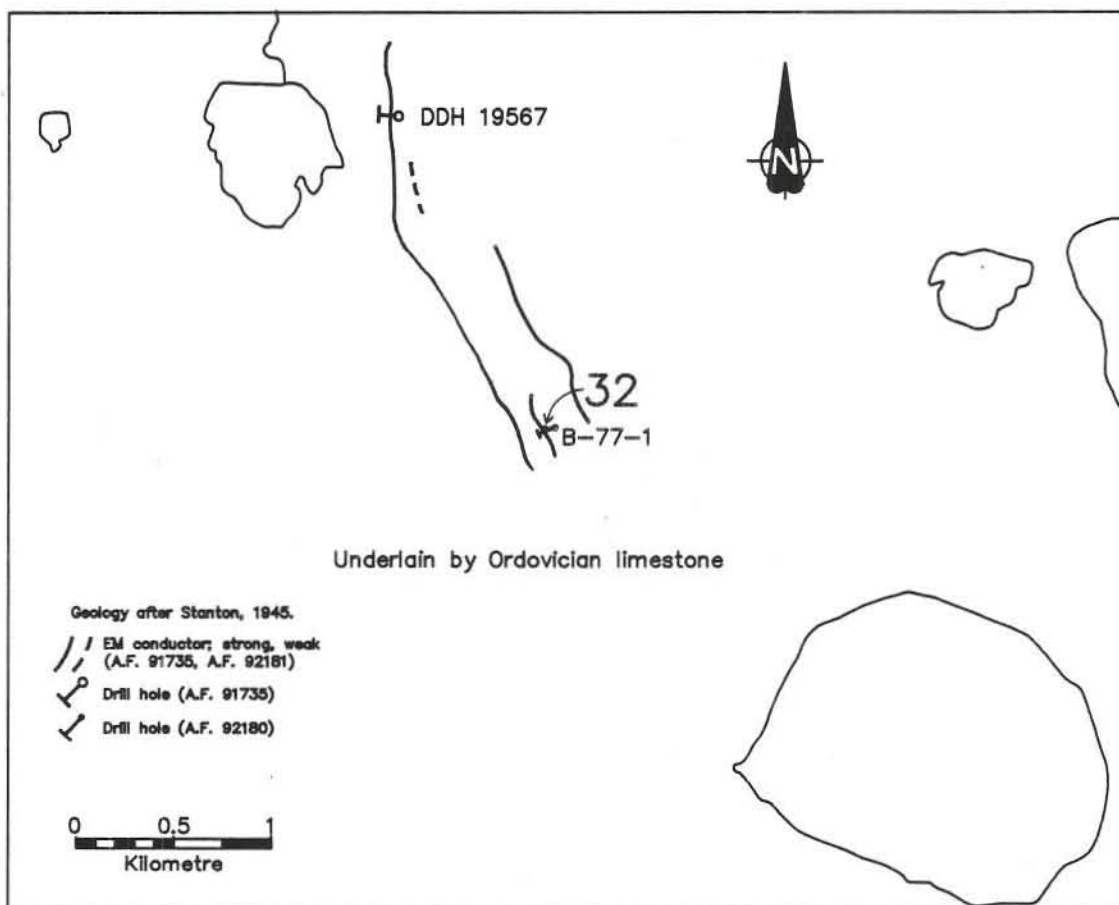 DDH 19567
N
32
B-77-1
Underlain by Ordovician limestone
Geology after Stanton, 1945.
EM conductor; strong, weak
(A.F. 91735, A.F. 92181)
Drill hole (A.F. 91735)
Drill hole (A.F. 92180)
0 0.5 1
Kilometre